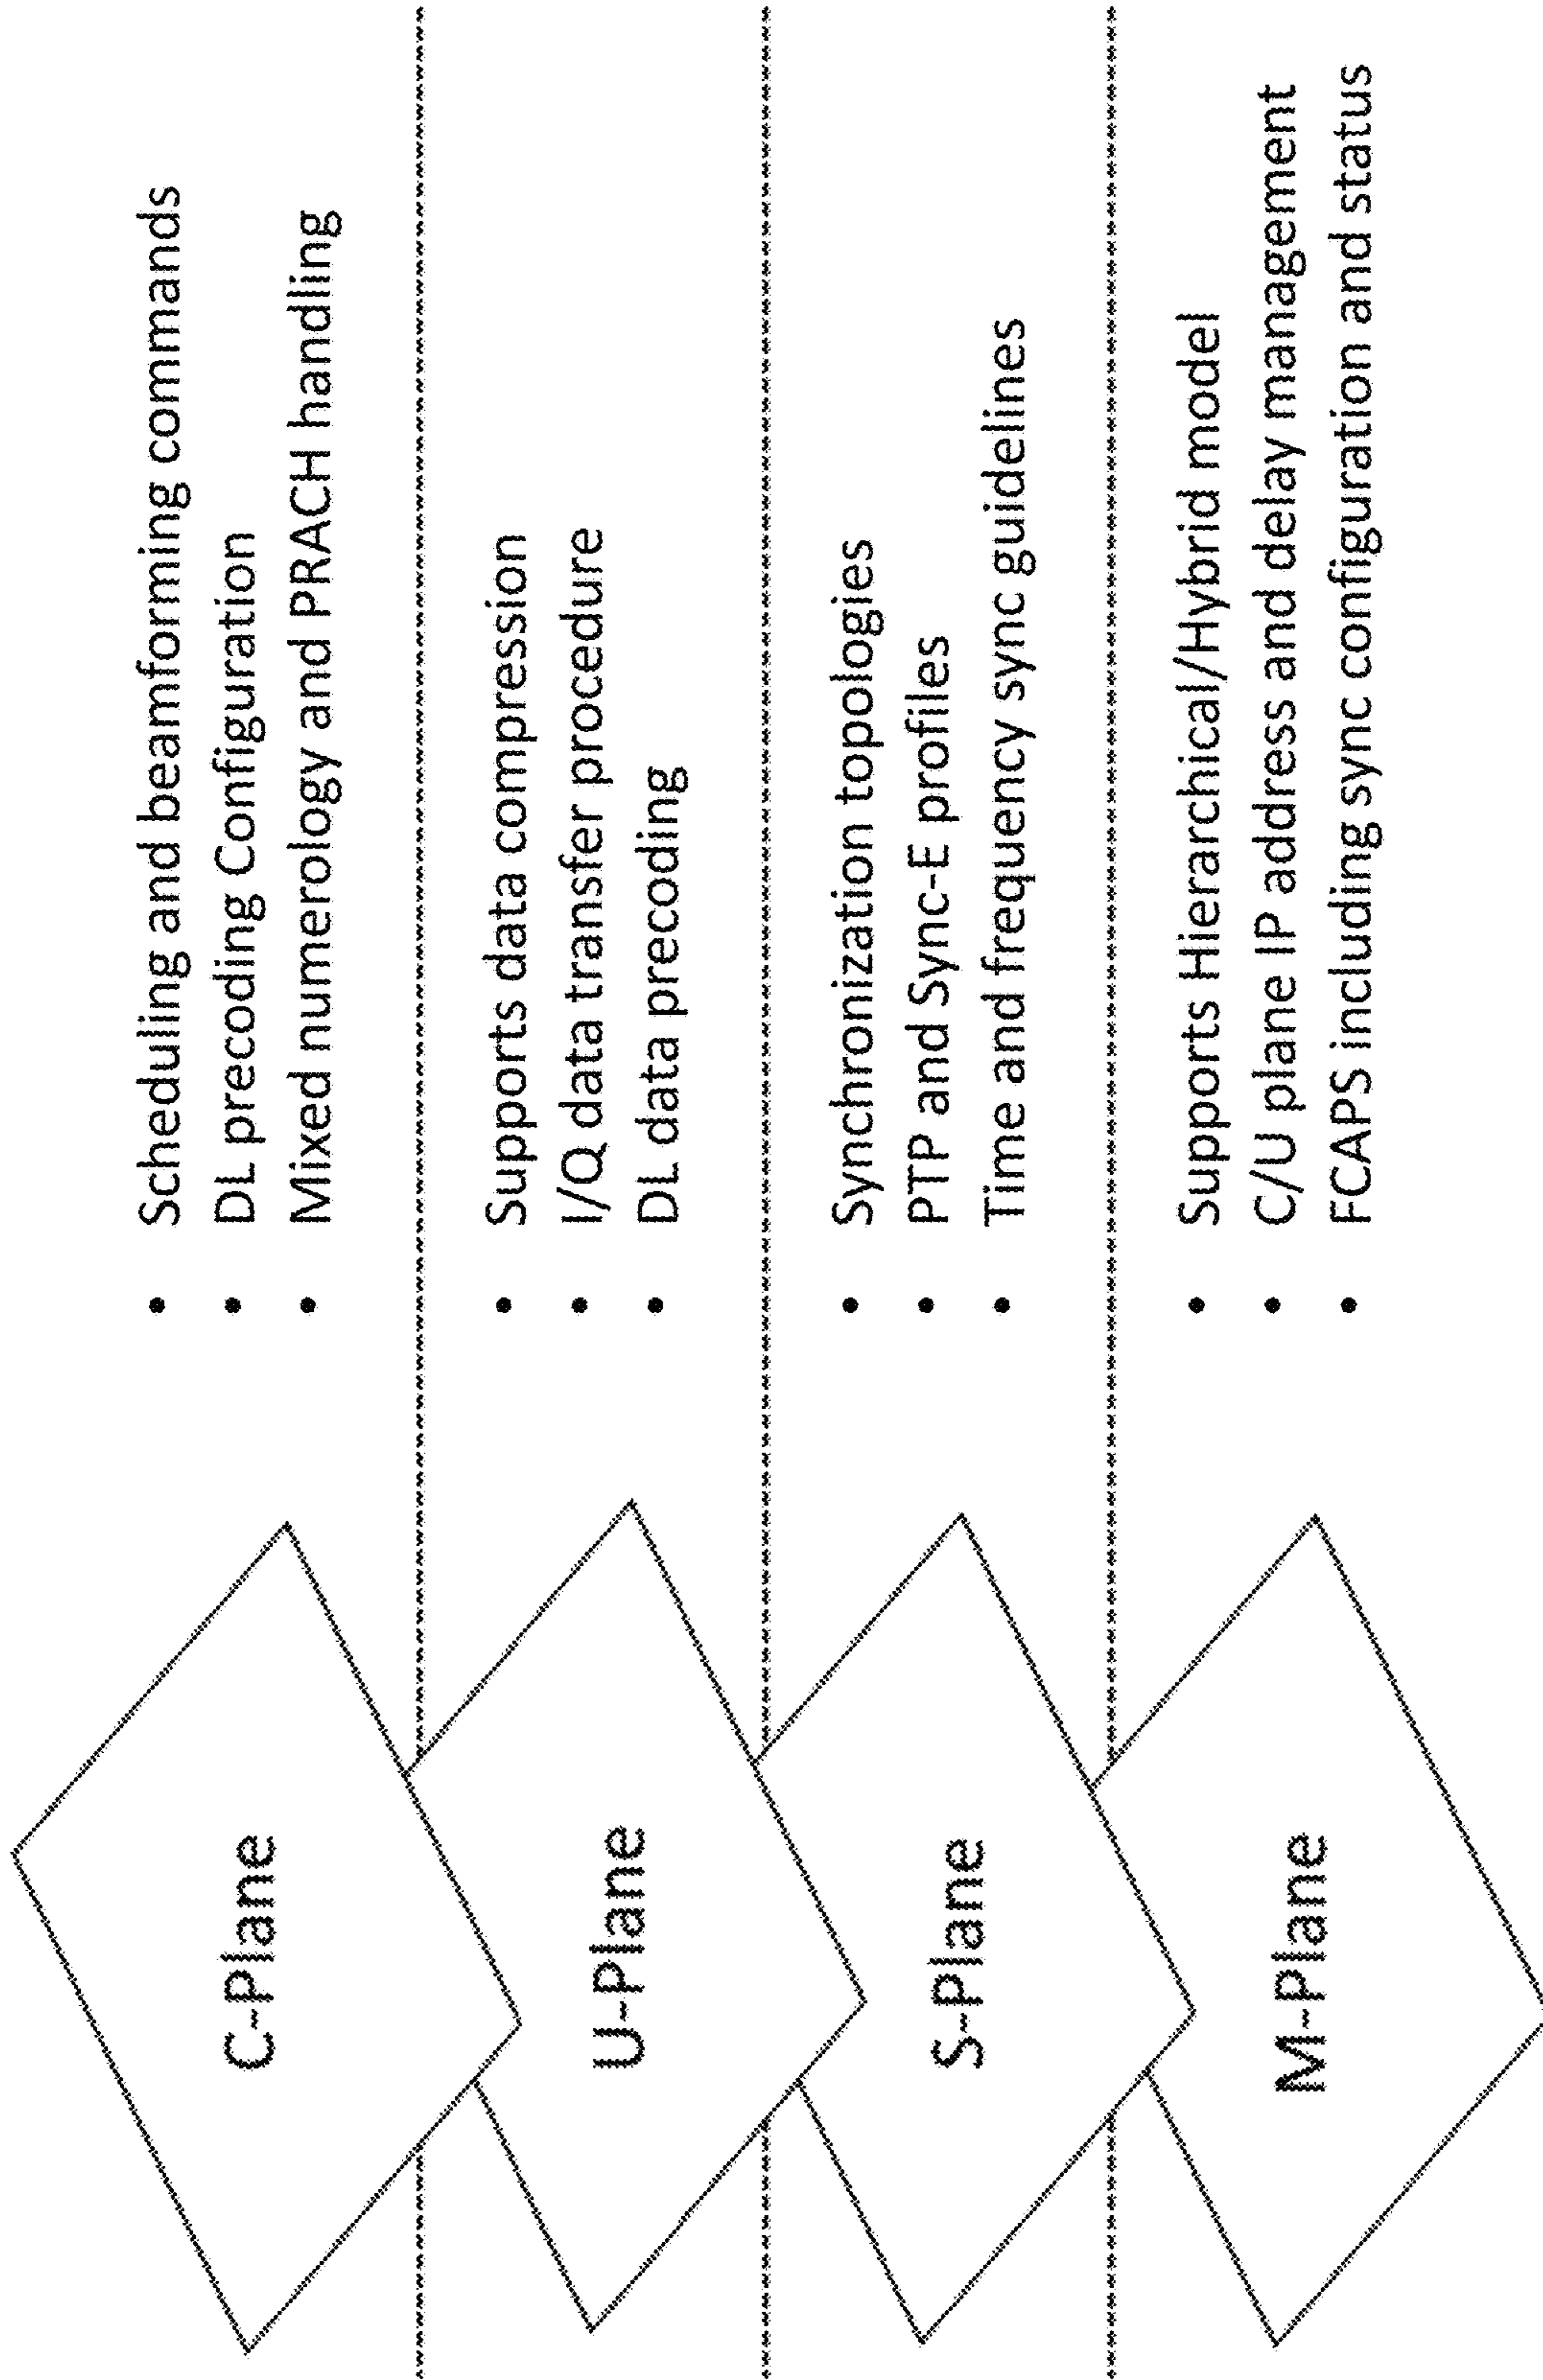 C-Plane
• Scheduling and beamforming commands
• DL precoding Configuration
• Mixed numerology and PRACH handling
U-Plane
• Supports data compression
• I/Q data transfer procedure
• DL data precoding
S-Plane
• Synchronization topologies
• PTP and Sync-E profiles
• Time and frequency sync guidelines
M-Plane
• Supports Hierarchical/Hybrid model
• C/U plane IP address and delay management
• FCAPS including sync configuration and status